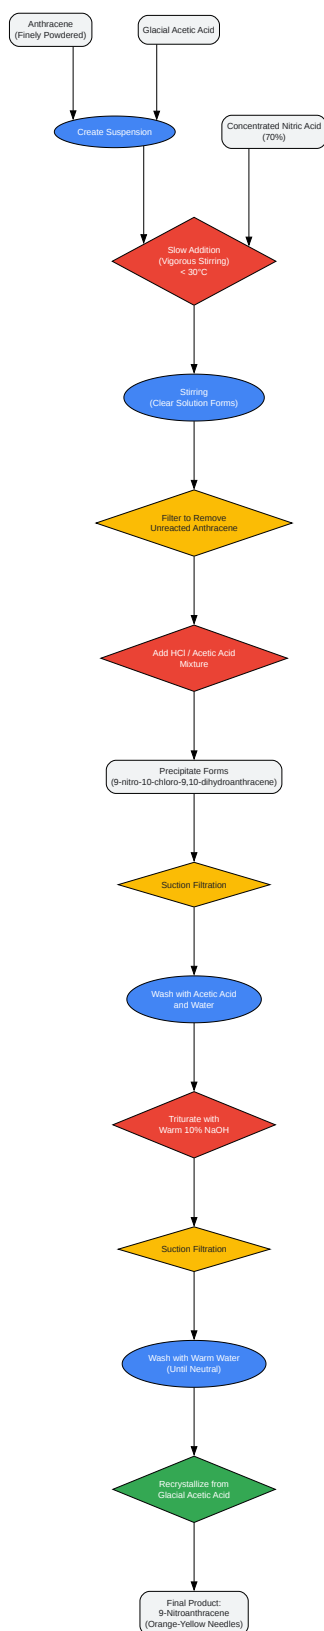 Anthracene
(Finely Powdered)
Glacial Acetic Acid
Create Suspension
Concentrated Nitric Acid
(70%)
Slow Addition
(Vigorous Stirring)
< 30°C
Stirring
(Clear Solution Forms)
Filter to Remove
Unreacted Anthracene
Add HCl / Acetic Acid
Mixture
Precipitate Forms
(9-nitro-10-chloro-9,10-dihydroanthracene)
Suction Filtration
Wash with Acetic Acid
and Water
Triturate with
Warm 10% NaOH
Suction Filtration
Wash with Warm Water
(Until Neutral)
Recrystallize from
Glacial Acetic Acid
Final Product:
9-Nitroanthracene
(Orange-Yellow Needles)